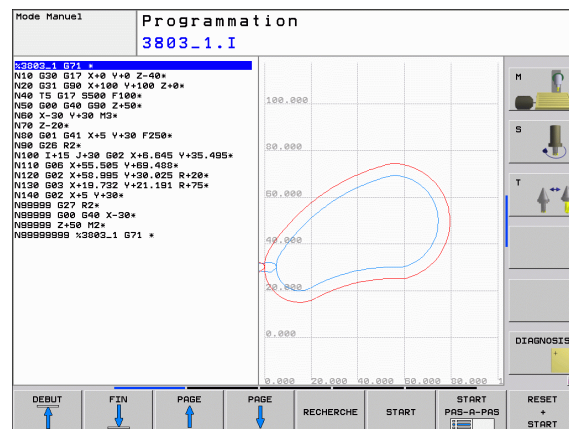 Mode Manuel
Programmation
3803_1.I
%3803_1 G71 *
N10 G30 G17 X+0 Y+0 Z-40*
N20 G31 G90 X+100 Y+100 Z+0*
N40 T5 G17 S500 F100*
N50 G00 G40 G90 Z+50*
N60 X-30 Y+30 M3*
N70 Z-20*
N80 G01 G41 X+5 Y+30 F250*
N90 G26 R2*
N100 I+15 J+30 G02 X+6.645 Y+35.495*
N110 G06 X+55.505 Y+69.488*
N120 G02 X+58.995 Y+30.025 R+20*
N130 G03 X+19.732 Y+21.191 R+75*
N140 G02 X+5 Y+30*
N99999 G27 R2*
N99999 G00 G40 X-30*
N99999 Z+50 M2*
N99999999 %3803_1 G71 *
100.000
80.000
60.000
40.000
20.000
0.000
0.000 20.000 40.000 60.000 80.000 1
M
S
T
DIAGNOSIS
DEBUT
FIN
PAGE
PAGE
RECHERCHE
START
START
PAS-A-PAS
RESET
+
START